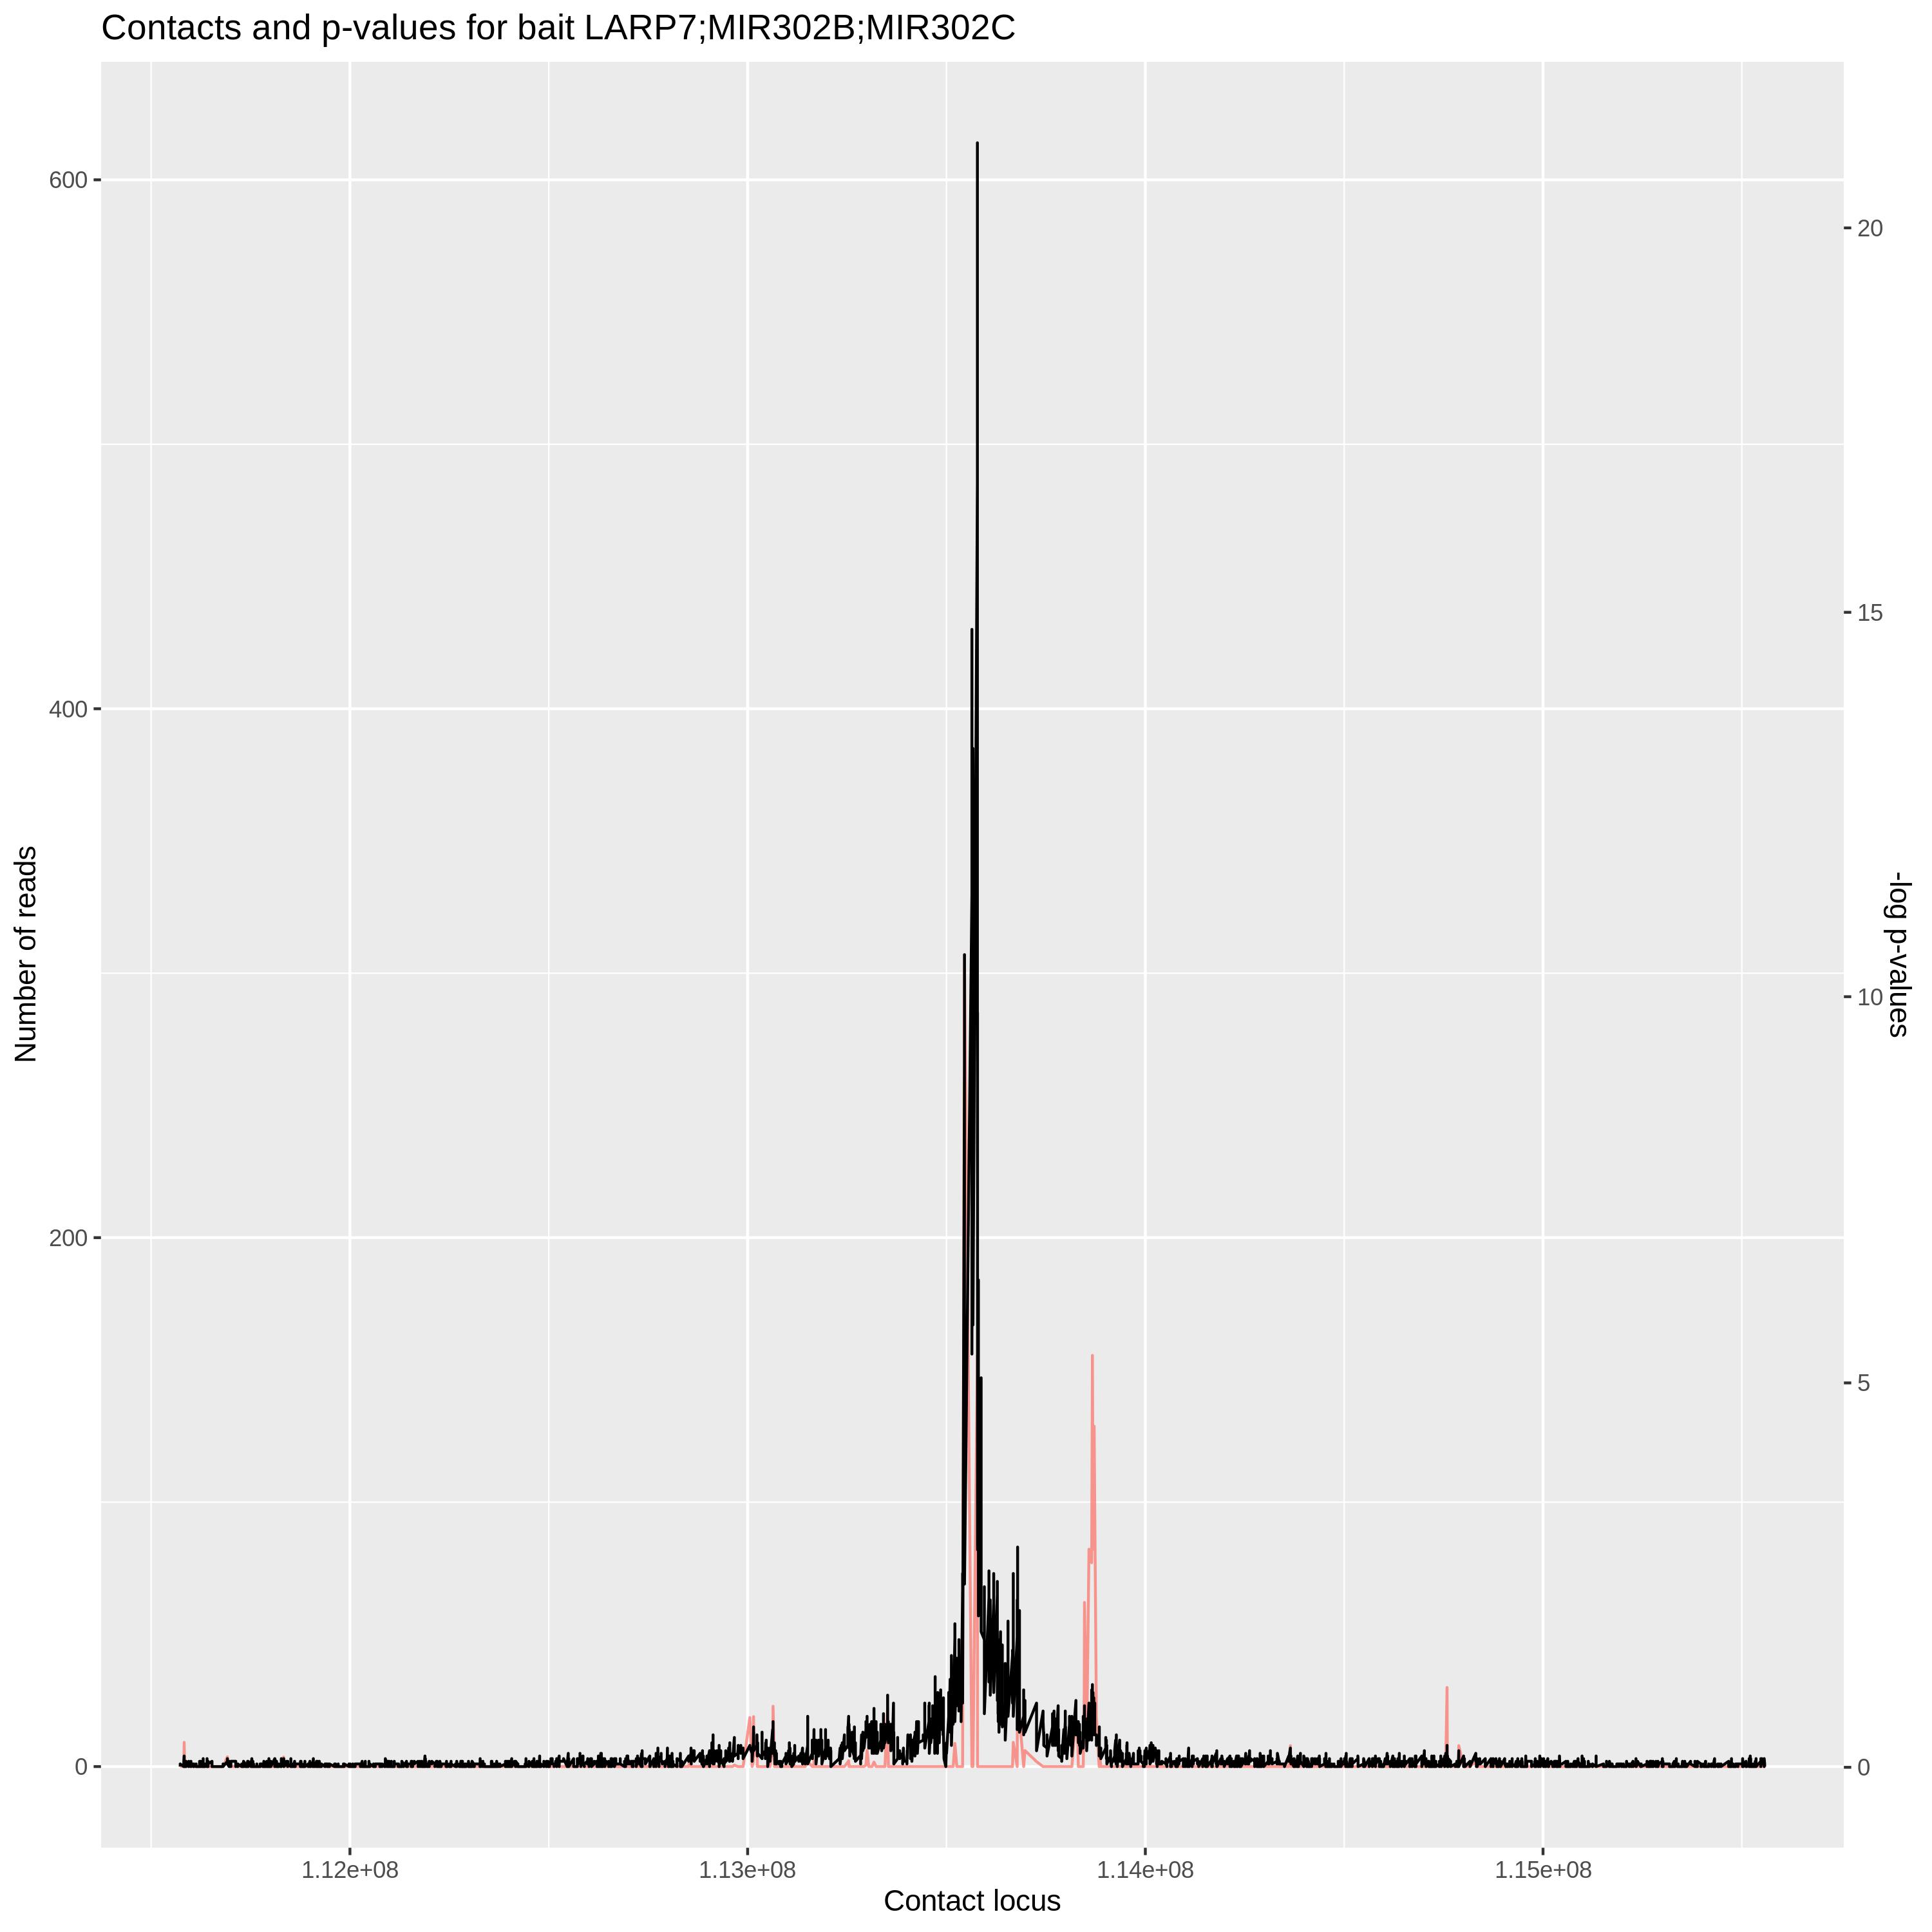 Contacts and p-values for bait LARP7;MIR302B;MIR302C
600
400
200
0
Number of reads
20
15
10
5
0
-log p-values
1.12e+08
1.13e+08
1.14e+08
1.15e+08
Contact locus